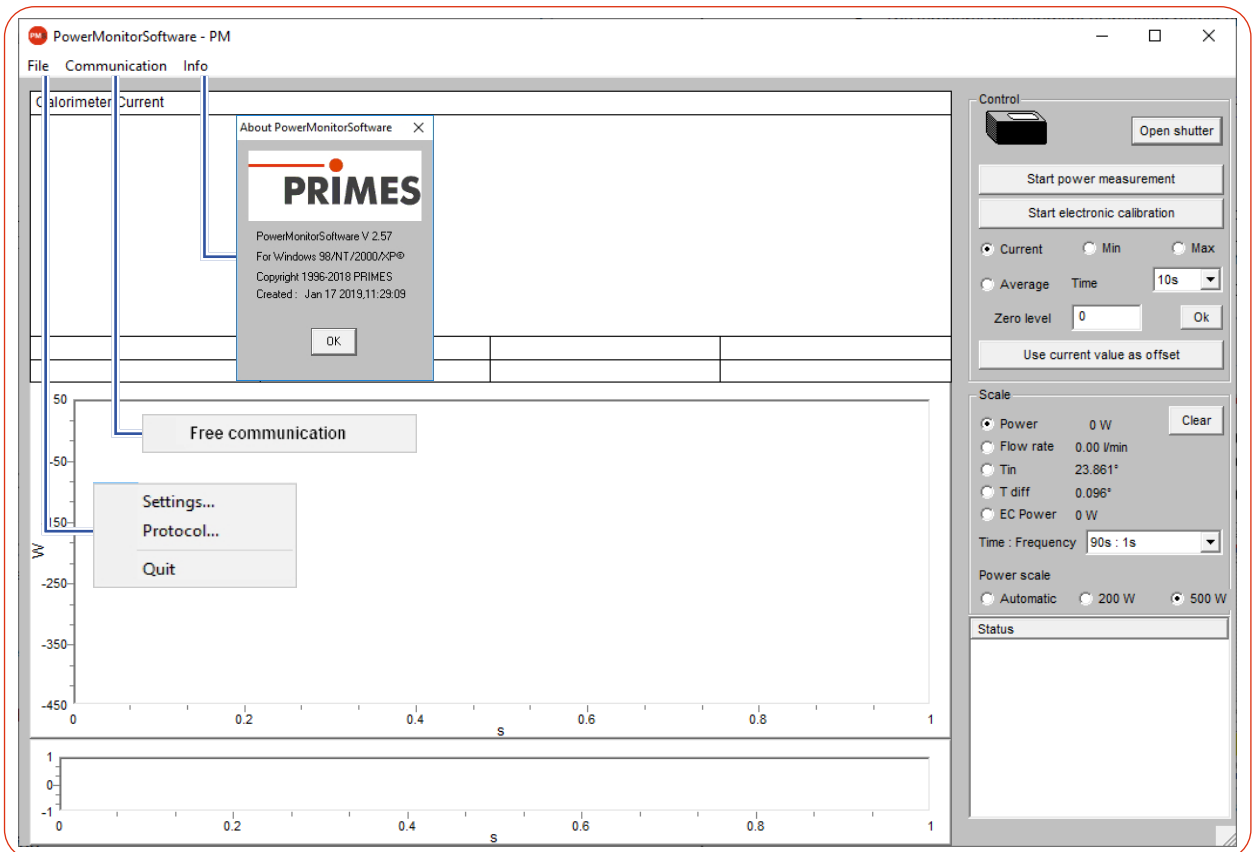 PM
PowerMonitorSoftware - PM
File Communication Info
Calorimeter Current
About PowerMonitorSoftware
PRIMES
PowerMonitorSoftware V 2.57
For Windows 98/NT/2000/XP®
Copyright 1996-2018 PRIMES
Created : Jan 17 2019,11:29:09
OK
50
-50
-150
-250
-350
-450
W
0 0.2 0.4 0.6 0.8 1
s
Free communication
Settings...
Protocol...
Quit
1
0
-1
0 0.2 0.4 0.6 0.8 1
s
Control
Open shutter
Start power measurement
Start electronic calibration
Current Min Max
Average Time 10s
Zero level 0 Ok
Use current value as offset
Scale
Power 0 W Clear
Flow rate 0.00 l/min
Tin 23.861°
T diff 0.096°
EC Power 0 W
Time : Frequency 90s : 1s
Power scale
Automatic 200 W 500 W
Status